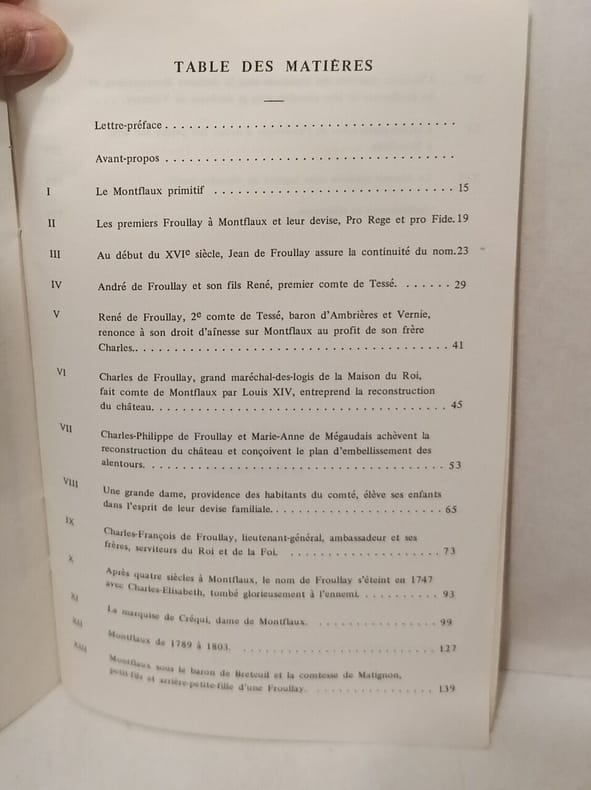 TABLE DES MATIÈRES
Lettre-préface . . . . . . . . . . . . . . . . . . . . . . . . . . . . . . . . . . . .
Avant-propos . . . . . . . . . . . . . . . . . . . . . . . . . . . . . . . . . . . .
I Le Montflaux primitif . . . . . . . . . . . . . . . . . . . . . . . . . . . . . . 15
II Les premiers Froullay à Montflaux et leur devise, Pro Rege et pro Fide. 19
III Au début du XVIe siècle, Jean de Froullay assure la continuité du nom. 23
IV André de Froullay et son fils René, premier comte de Tessé. . . . . . . 29
V René de Froullay, 2e comte de Tessé, baron d'Ambrières et Vernie,
renonce à son droit d'aînesse sur Montflaux au profit de son frère
Charles. . . . . . . . . . . . . . . . . . . . . . . . . . . . . . . . . . . . . . . . 41
VI Charles de Froullay, grand maréchal-des-logis de la Maison du Roi,
fait comte de Montflaux par Louis XIV, entreprend la reconstruction
du château. . . . . . . . . . . . . . . . . . . . . . . . . . . . . . . . . . . . . 45
VII Charles-Philippe de Froullay et Marie-Anne de Mégaudais achèvent la
reconstruction du château et conçoivent le plan d'embellissement des
alentours. . . . . . . . . . . . . . . . . . . . . . . . . . . . . . . . . . . . . . 53
VIII Une grande dame, providence des habitants du comté, élève ses enfants
dans l'esprit de leur devise familiale. . . . . . . . . . . . . . . . . . . . . . 65
IX Charles-François de Froullay, lieutenant-général, ambassadeur et ses
frères, serviteurs du Roi et de la Foi. . . . . . . . . . . . . . . . . . . . 73
X Après quatre siècles à Montflaux, le nom de Froullay s'éteint en 1747
avec Charles-Elisabeth, tombé glorieusement à l'ennemi. . . . . . . . . . . 93
XI La marquise de Créqui, dame de Montflaux. . . . . . . . . . . . . . . . . 99
XII Montflaux de 1789 à 1803. . . . . . . . . . . . . . . . . . . . . . . . . 127
XIII Montflaux sous le baron de Breteuil et la comtesse de Matignon,
petit-fils et arrière-petite-fille d'une Froullay. . . . . . . . . . . . . . . . 139